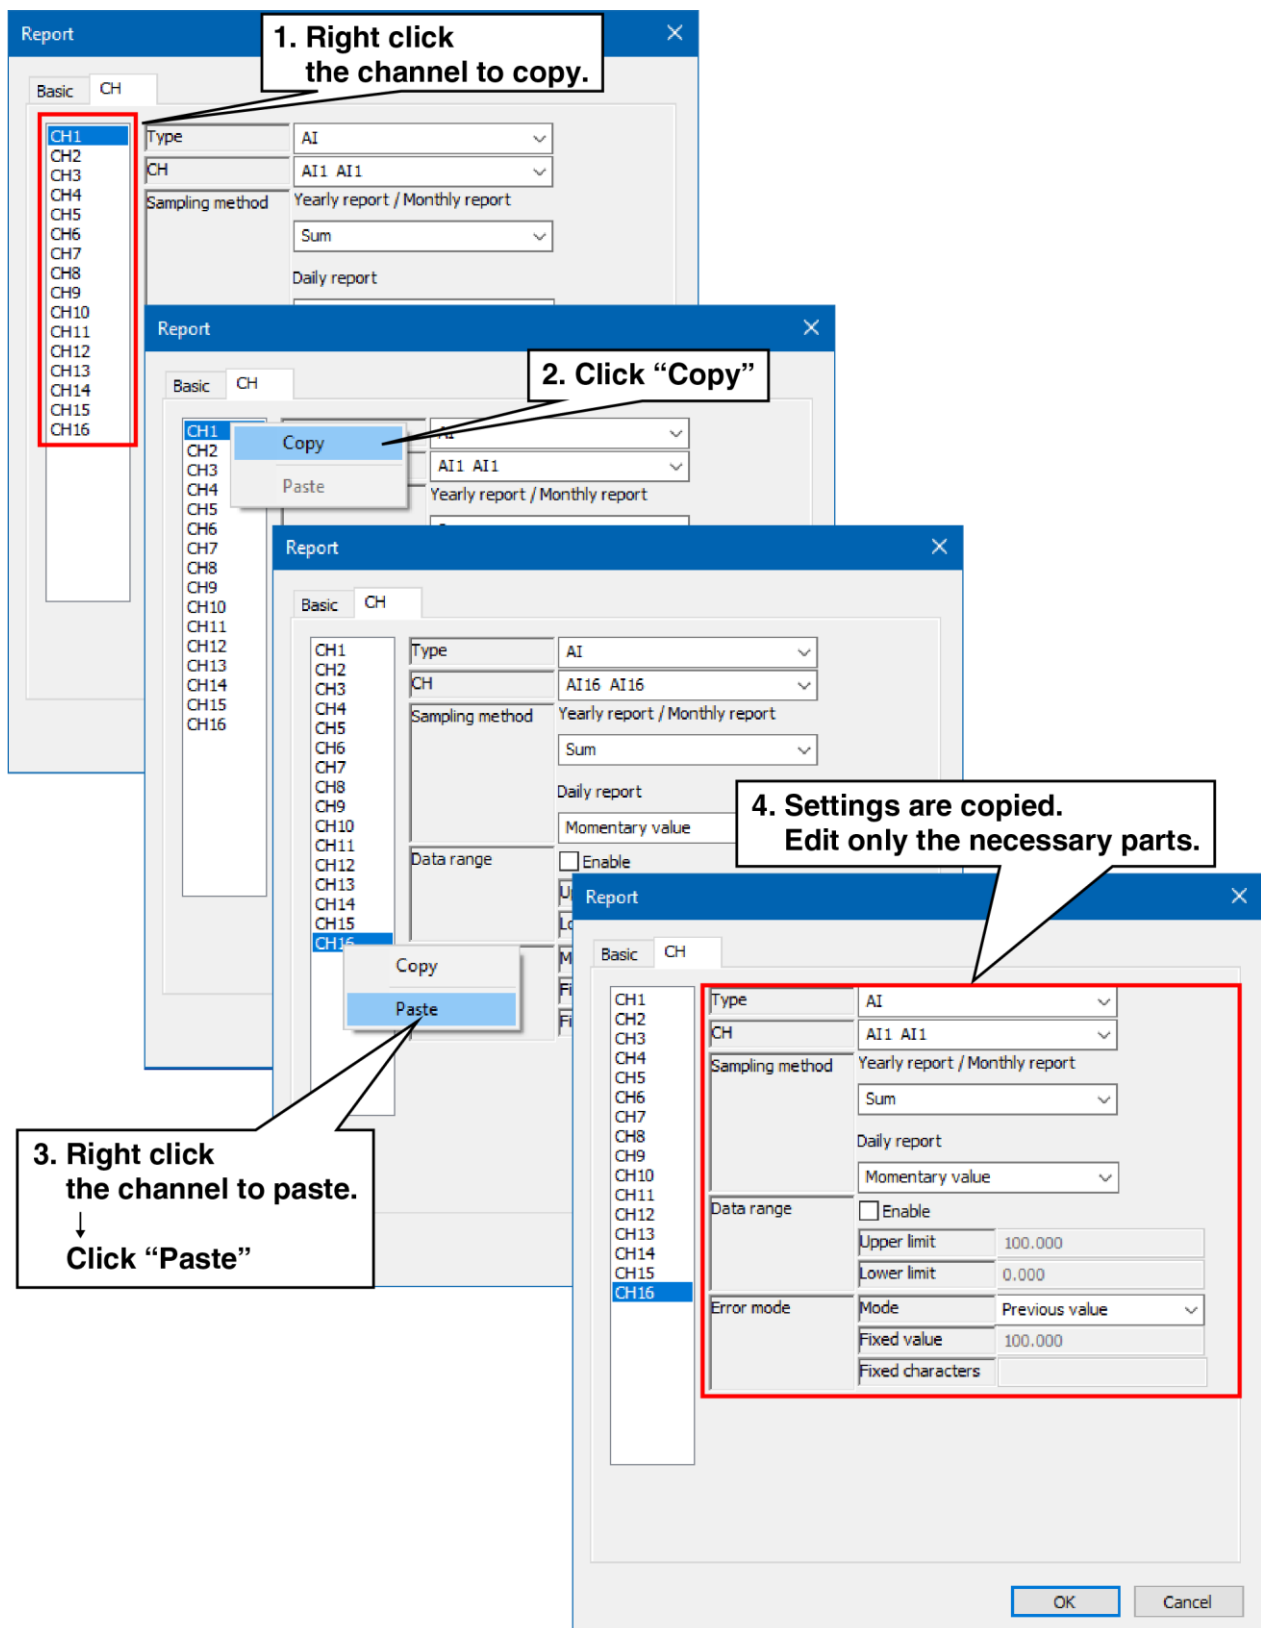 Report
1. Right click
the channel to copy.
Basic CH
CH1
CH2
CH3
CH4
CH5
CH6
CH7
CH8
CH9
CH10
CH11
CH12
CH13
CH14
CH15
CH16
Type AI
CH AI1 AI1
Sampling method Yearly report / Monthly report
Sum
Daily report
Report
2. Click “Copy”
Basic CH
CH1
CH2
CH3
CH4
CH5
CH6
CH7
CH8
CH9
CH10
CH11
CH12
CH13
CH14
CH15
CH16
Copy
Paste
AI1 AI1
Yearly report / Monthly report
Report
Basic CH
CH1
CH2
CH3
CH4
CH5
CH6
CH7
CH8
CH9
CH10
CH11
CH12
CH13
CH14
CH15
CH16
Type AI
CH AI16 AI16
Sampling method Yearly report / Monthly report
Sum
Daily report
Momentary value
Data range Enable
Copy
Paste
3. Right click
the channel to paste.
↓
Click “Paste”
4. Settings are copied.
Edit only the necessary parts.
Report
Basic CH
CH1
CH2
CH3
CH4
CH5
CH6
CH7
CH8
CH9
CH10
CH11
CH12
CH13
CH14
CH15
CH16
Type AI
CH AI1 AI1
Sampling method Yearly report / Monthly report
Sum
Daily report
Momentary value
Data range Enable
Upper limit 100.000
Lower limit 0.000
Error mode Mode Previous value
Fixed value 100.000
Fixed characters
OK Cancel